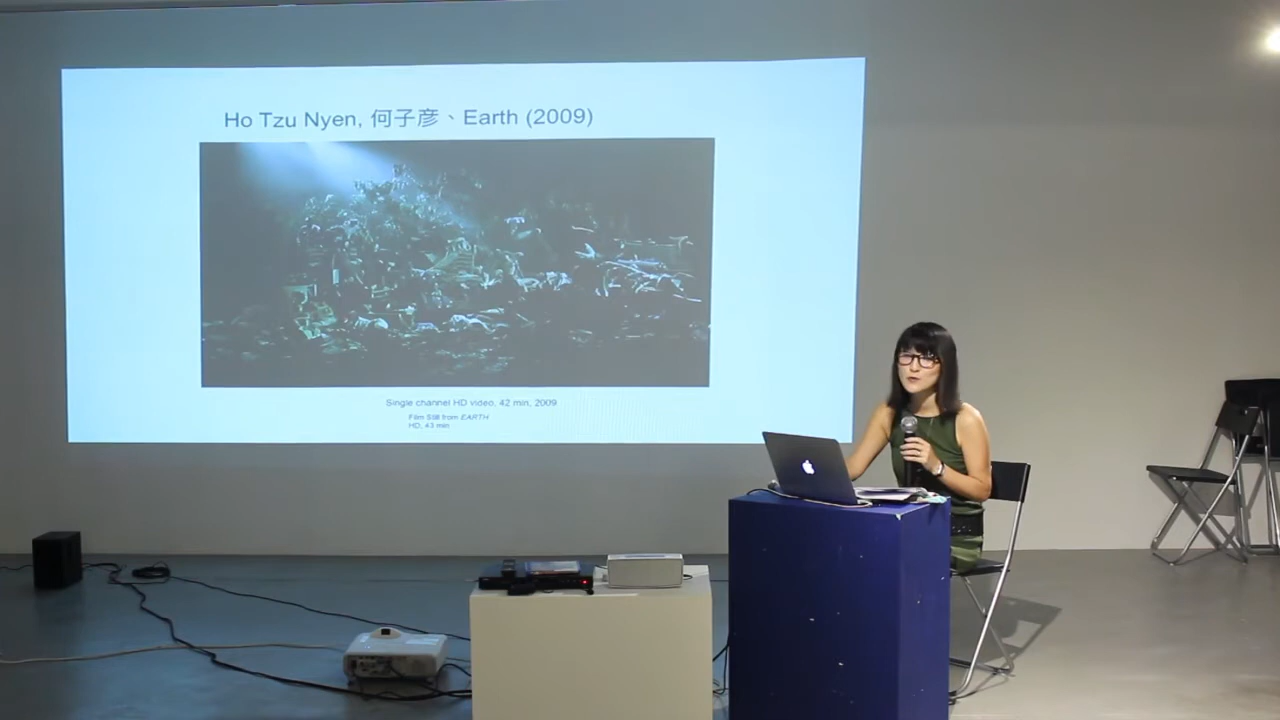 Ho Tzu Nyen, 何子彥、Earth (2009)
Single channel HD video, 42 min, 2009
Film Still from EARTH
HD, 43 min